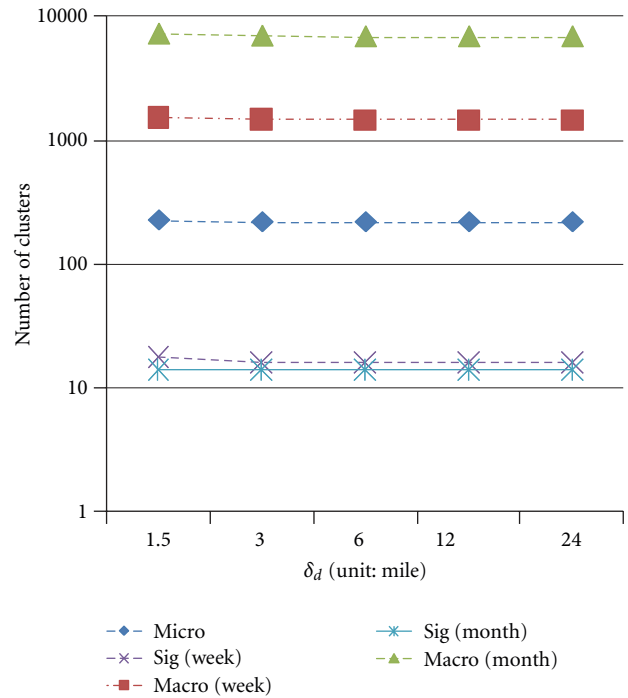 10000
1000
100
10
1
Number of clusters
1.5 3 6 12 24
δd (unit: mile)
Micro
Sig (week)
Macro (week)
Sig (month)
Macro (month)